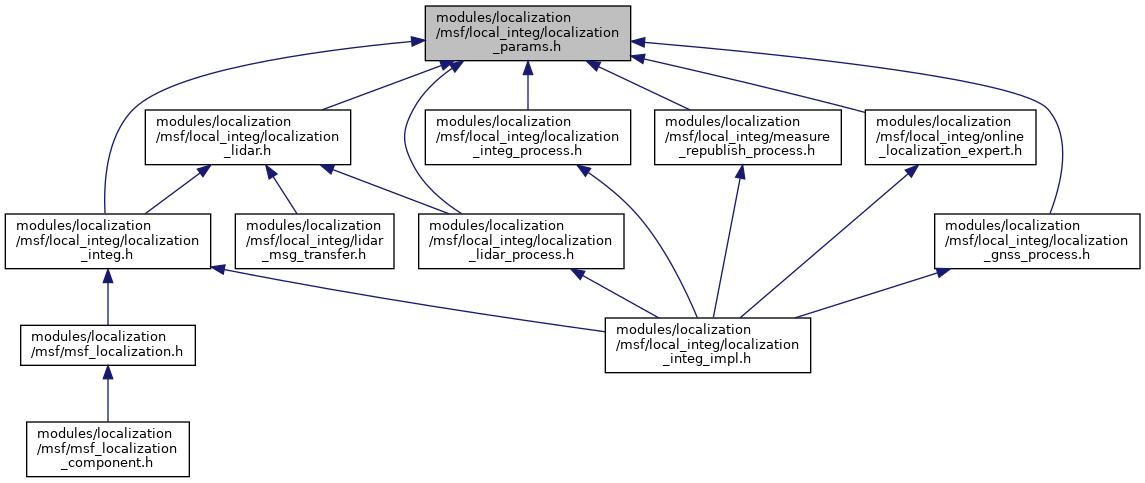 modules/localization
/msf/local_integ/localization
_params.h
modules/localization
/msf/local_integ/localization
_lidar.h
modules/localization
/msf/local_integ/localization
_integ_process.h
modules/localization
/msf/local_integ/measure
_republish_process.h
modules/localization
/msf/local_integ/online
_localization_expert.h
modules/localization
/msf/local_integ/localization
_integ.h
modules/localization
/msf/local_integ/lidar
_msg_transfer.h
modules/localization
/msf/local_integ/localization
_lidar_process.h
modules/localization
/msf/local_integ/localization
_gnss_process.h
modules/localization
/msf/msf_localization.h
modules/localization
/msf/local_integ/localization
_integ_impl.h
modules/localization
/msf/msf_localization
_component.h